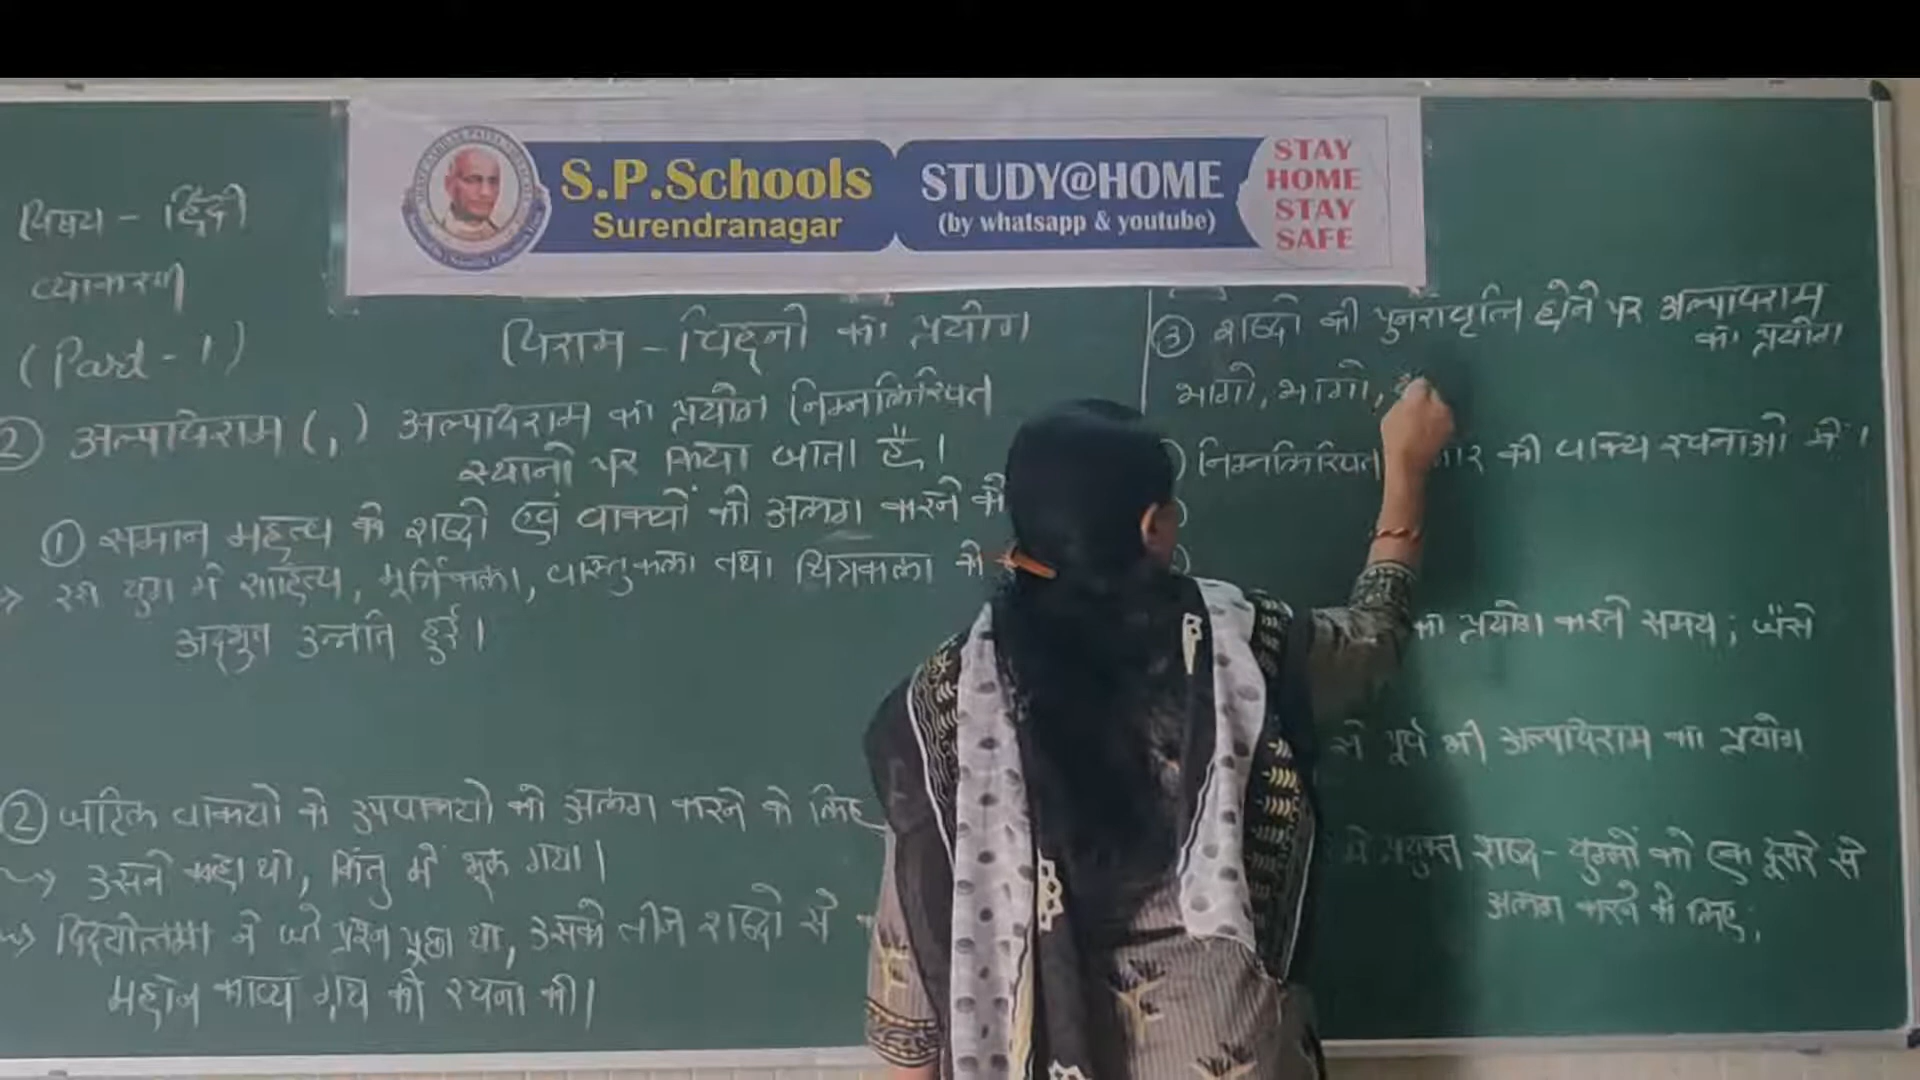 S.P.Schools
Surendranagar
STUDY@HOME
(by whatsapp & youtube)
STAY
HOME
STAY
SAFE
विषय - हिंदी
व्याकरण
(Part - 1)
विराम - चिह्नों का प्रयोग
② अल्पविराम (,) अल्पविराम का प्रयोग निम्नलिखित
स्थानों पर किया जाता है।
① समान महत्व के शब्दों एवं वाक्यों को अलग करने के
युग में साहित्य, मूर्तिकला, वास्तुकला तथा चित्रकला की
अद्भुत उन्नति हुई।
② जटिल वाक्यों के उपवाक्यों को अलग करने के लिए
उसने कहा था, किंतु मैं भूल गया।
विद्योत्तमा ने जो प्रश्न पूछा था, उसके तीन शब्दों से
महान काव्य ग्रंथ की रचना की।
③ शब्दों की पुनरावृत्ति होने पर अल्पविराम
का प्रयोग
भागो, भागो,
निम्नलिखित की वाक्य रचनाओं में।
का प्रयोग करते समय; जैसे
से पूर्व भी अल्पविराम का प्रयोग
में प्रयुक्त शब्द - युग्मों को एक दूसरे से
अलग करने के लिए;